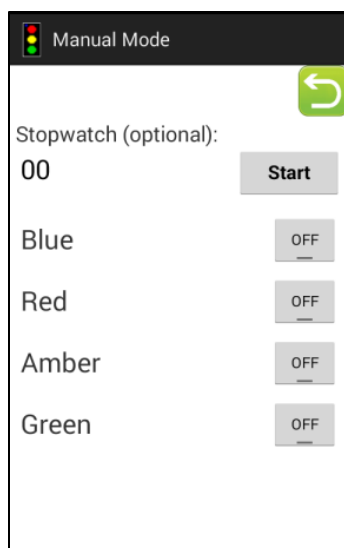 Manual Mode
Stopwatch (optional):
00 Start
Blue OFF
Red OFF
Amber OFF
Green OFF